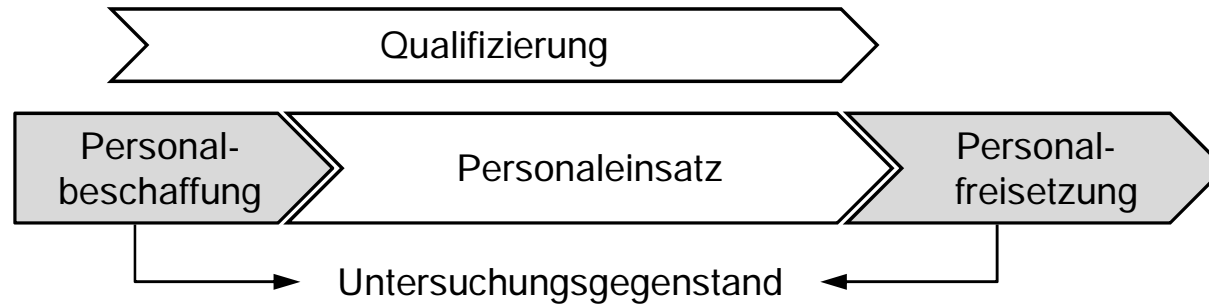 Qualifizierung
Personal-
beschaffung
Personaleinsatz
Personal-
freisetzung
Untersuchungsgegenstand